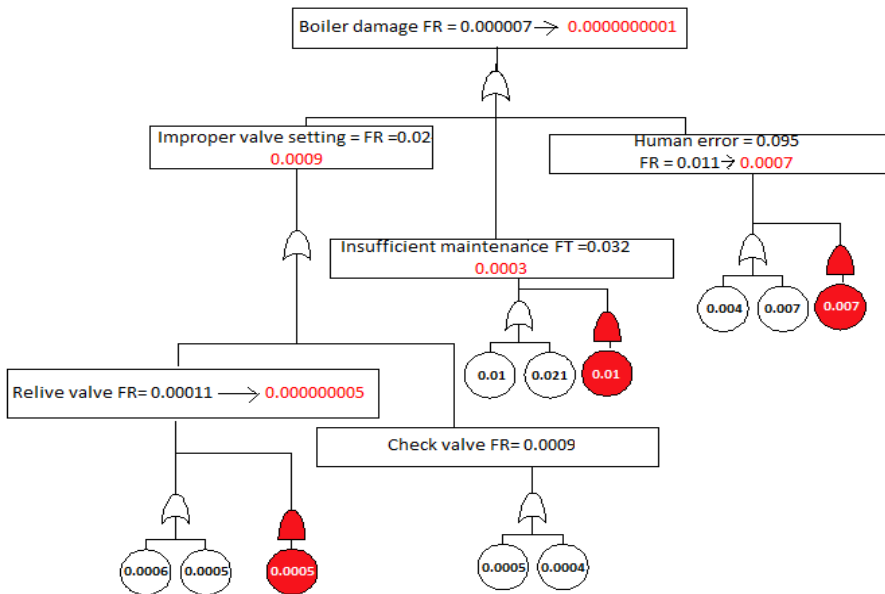 Boiler damage FR = 0.000007 → 0.0000000001
Improper valve setting = FR =0.02
0.0009
Human error = 0.095
FR = 0.011→ 0.0007
Insufficient maintenance FT =0.032
0.0003
0.004
0.007
0.007
0.01
0.021
0.01
Relive valve FR= 0.00011 → 0.000000005
Check valve FR= 0.0009
0.0006
0.0005
0.0005
0.0005
0.0004